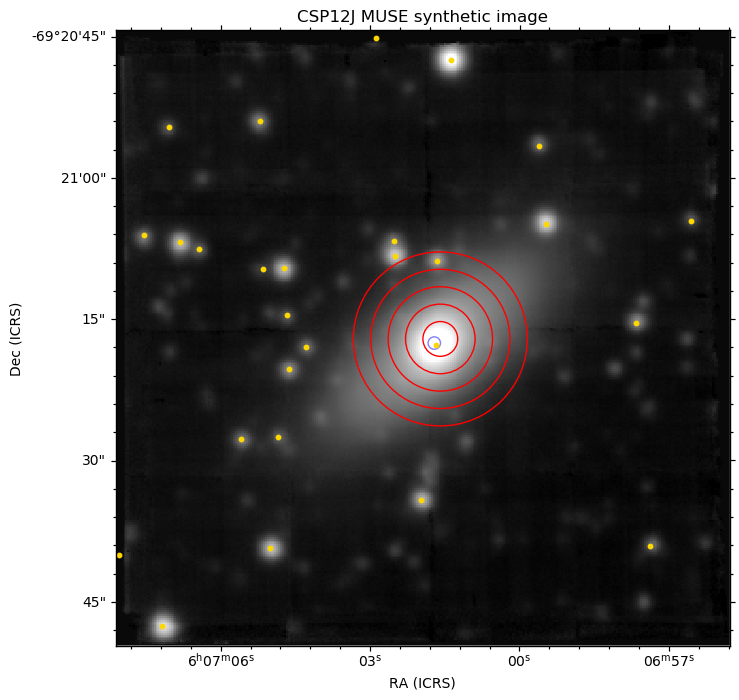 CSP12J MUSE synthetic image
-69°20'45"
21'00"
15"
30"
45"
Dec (ICRS)
6ʰ07ᵐ06ˢ 03ˢ 00ˢ 06ᵐ57ˢ
RA (ICRS)